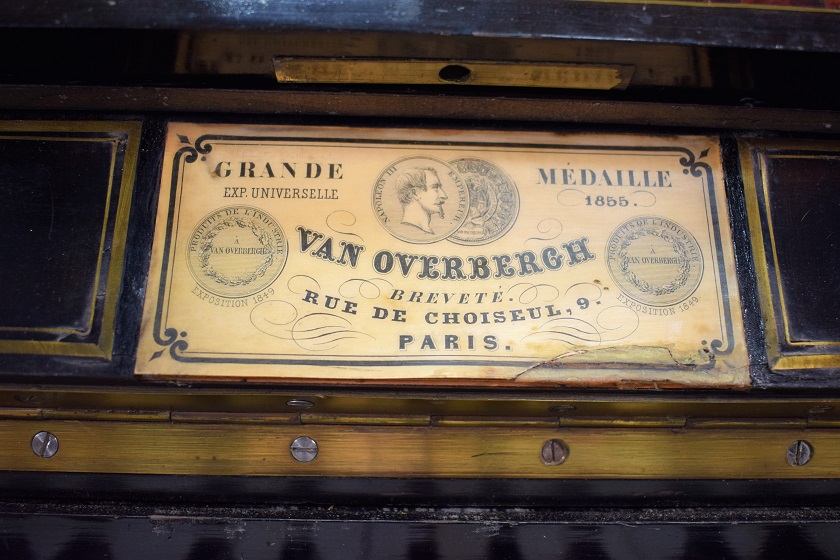 GRANDE
MÉDAILLE
EXP. UNIVERSELLE
1855.
NAPOLÉON III
EMPEREUR
PRODUITS DE L'INDUSTRIE
A
VAN OVERBERGH
EXPOSITION 1849
PRODUITS DE L'INDUSTRIE
A
VAN OVERBERGH
EXPOSITION 1849
VAN OVERBERGH
BREVETÉ.
RUE DE CHOISEUL, 9.
PARIS.